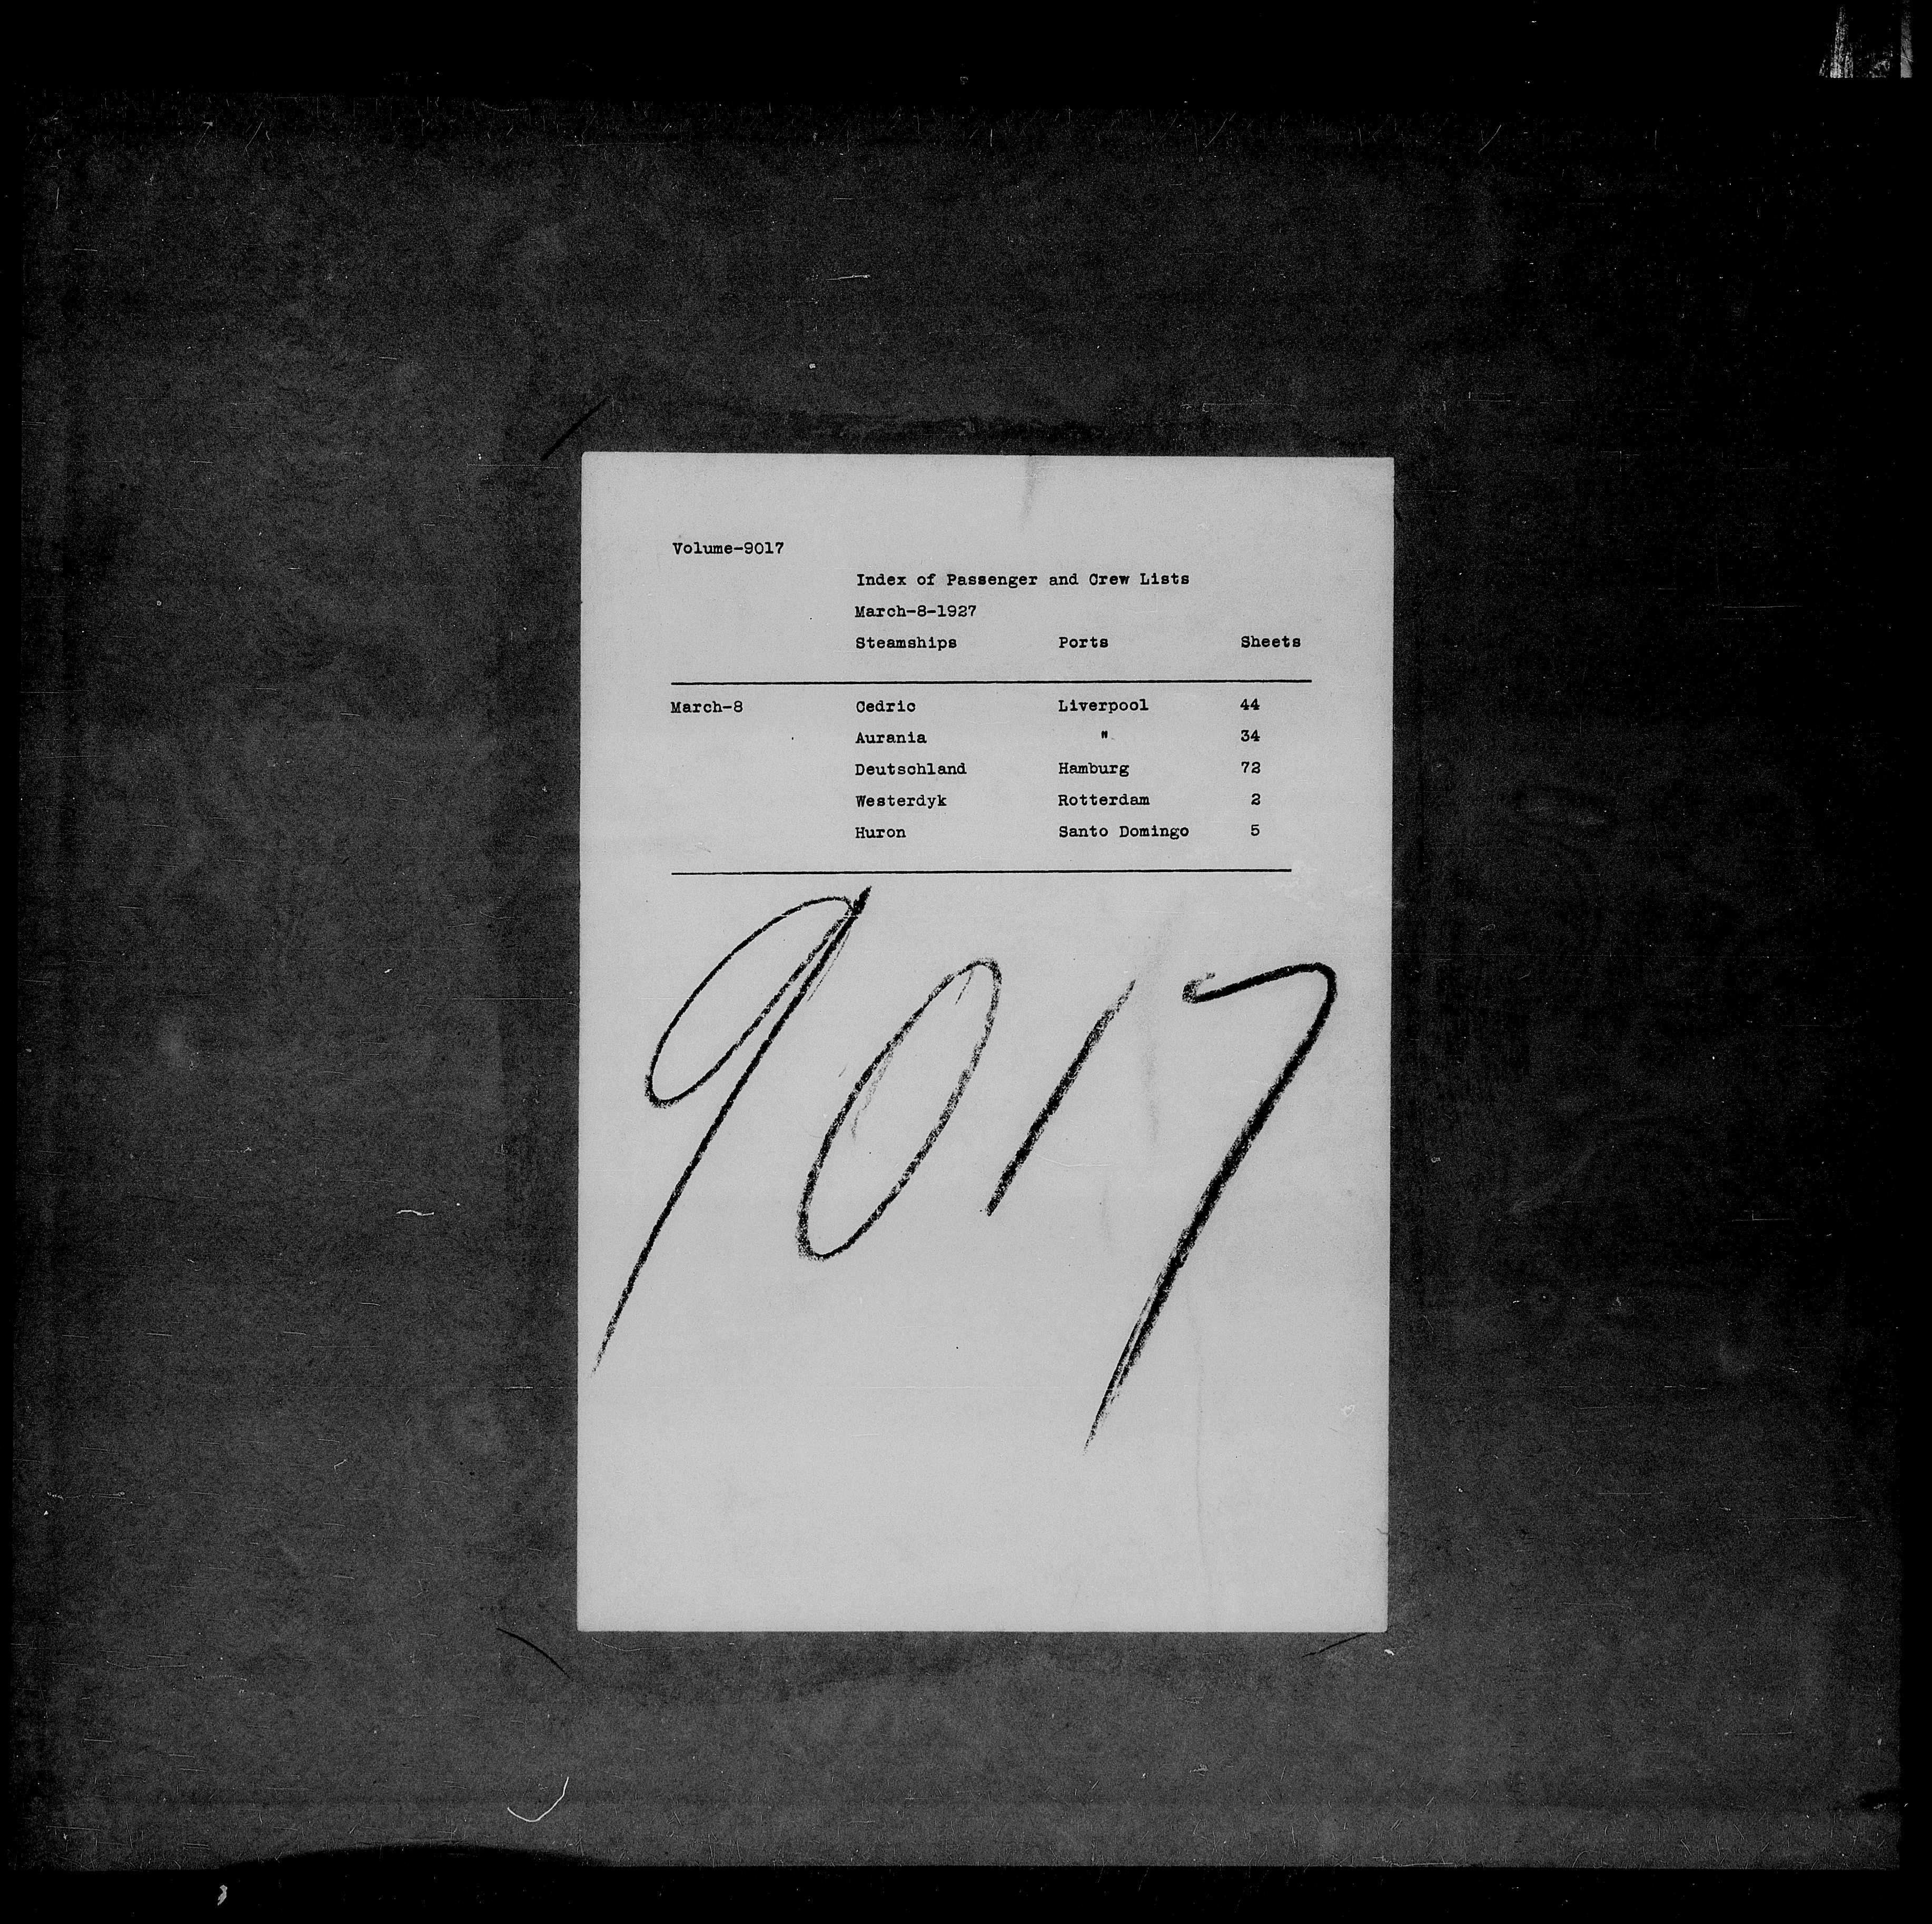 Volume-9017
Index of Passenger and Crew Lists
March-8-1927
Steamships Ports Sheets
March-8 Cedric Liverpool 44
Aurania " 34
Deutschland Hamburg 72
Westerdyk Rotterdam 2
Huron Santo Domingo 5
9017